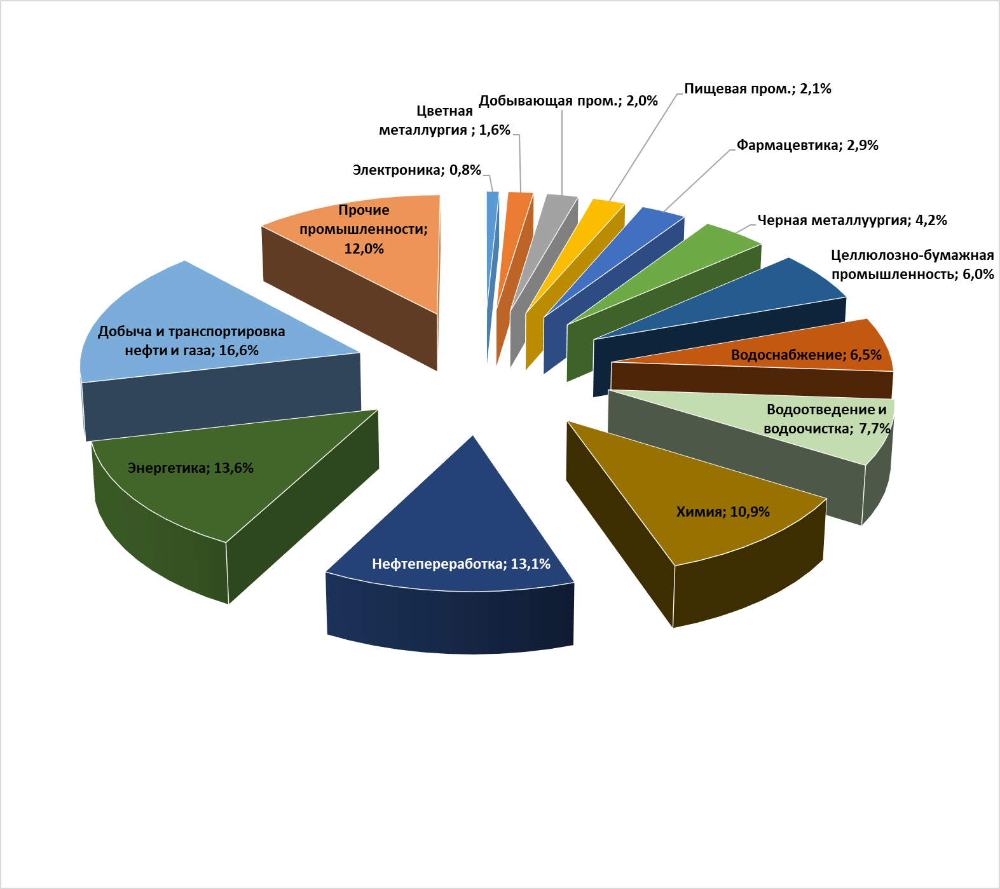 Пищевая пром.; 2,1%
Добывающая пром.; 2,0%
Цветная
металлургия ; 1,6%
Фармацевтика; 2,9%
Электроника; 0,8%
Прочие
промышленности;
12,0%
Черная металлуургия; 4,2%
Целлюлозно-бумажная
промышленность; 6,0%
Добыча и транспортировка
нефти и газа; 16,6%
Водоснабжение; 6,5%
Водоотведение и
водоочистка; 7,7%
Энергетика; 13,6%
Химия; 10,9%
Нефтепереработка; 13,1%